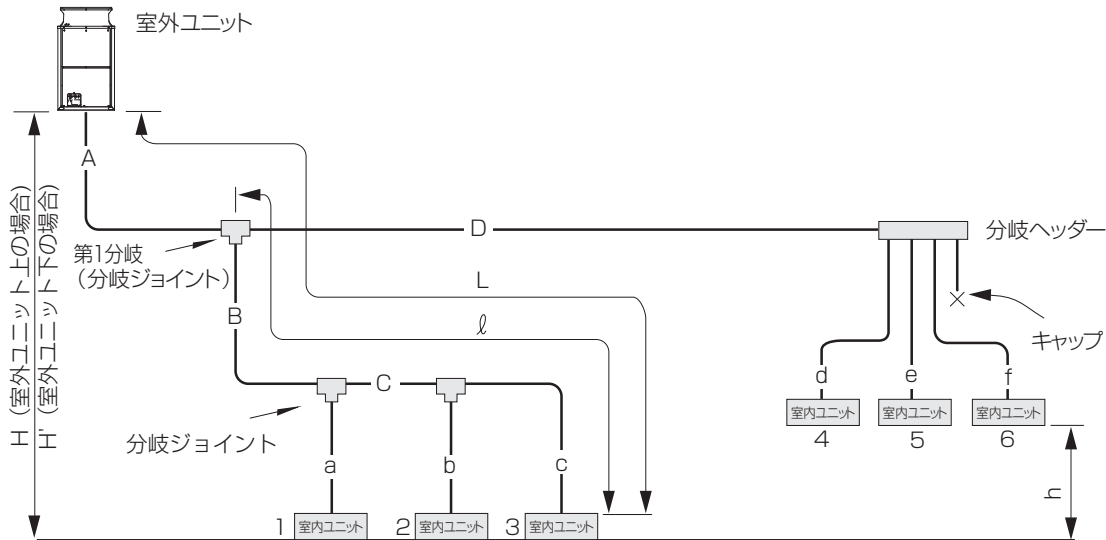 室外ユニット
A
H（室外ユニット上の場合）
H'（室外ユニット下の場合）
第1分岐
（分岐ジョイント）
D
分岐ヘッダー
L
ℓ
B
キャップ
C
分岐ジョイント
d
e
f
室内ユニット
室内ユニット
室内ユニット
4
5
6
a
b
c
h
1
室内ユニット
2
室内ユニット
3
室内ユニット